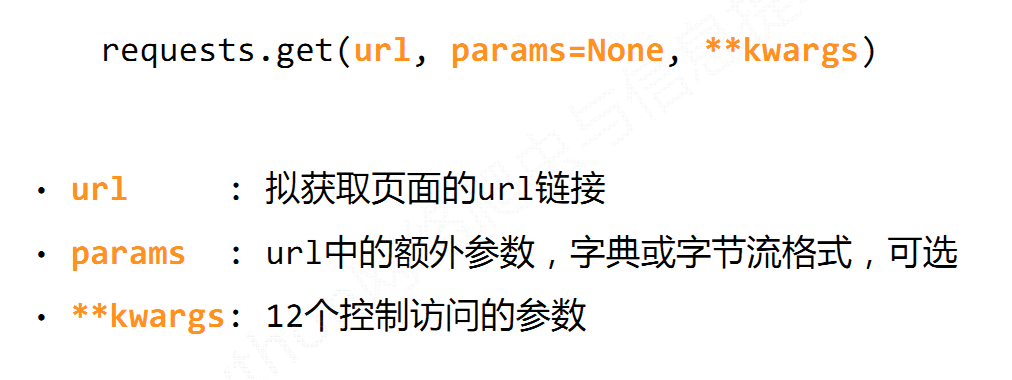 requests.get(url, params=None, **kwargs)
• url : 拟获取页面的url链接
• params : url中的额外参数，字典或字节流格式，可选
• **kwargs: 12个控制访问的参数